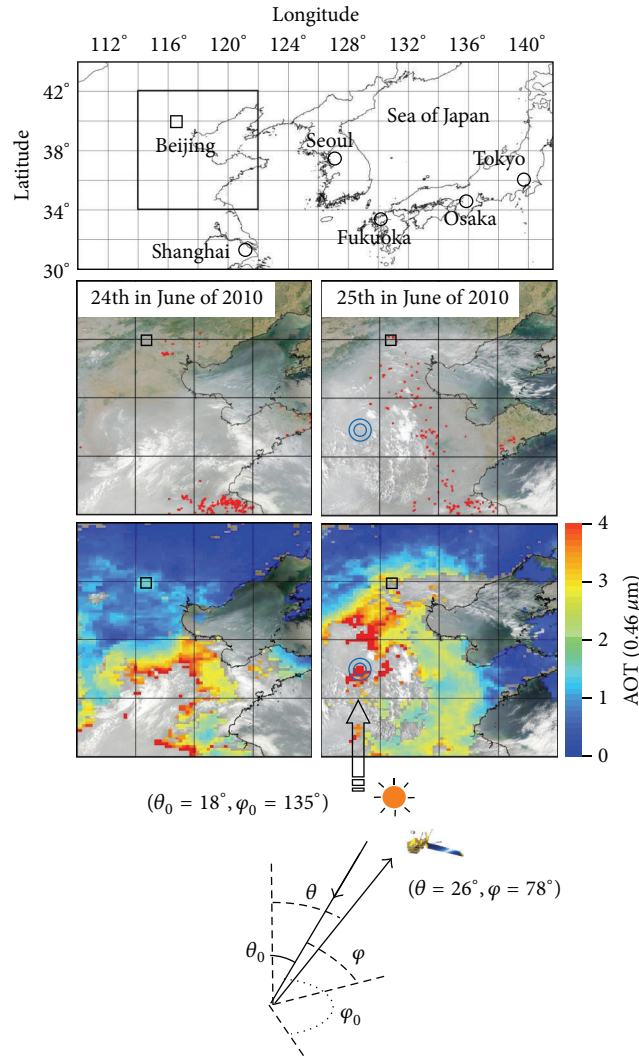 Longitude
112° 116° 120° 124° 128° 132° 136° 140°
Latitude
42°
38°
34°
30°
Beijing
Seoul
Sea of Japan
Tokyo
Osaka
Fukuoka
Shanghai
24th in June of 2010
25th in June of 2010
4
3
2
1
0
AOT (0.46 μm)
(θ₀ = 18°, φ₀ = 135°)
(θ = 26°, φ = 78°)
θ
θ₀
φ
φ₀